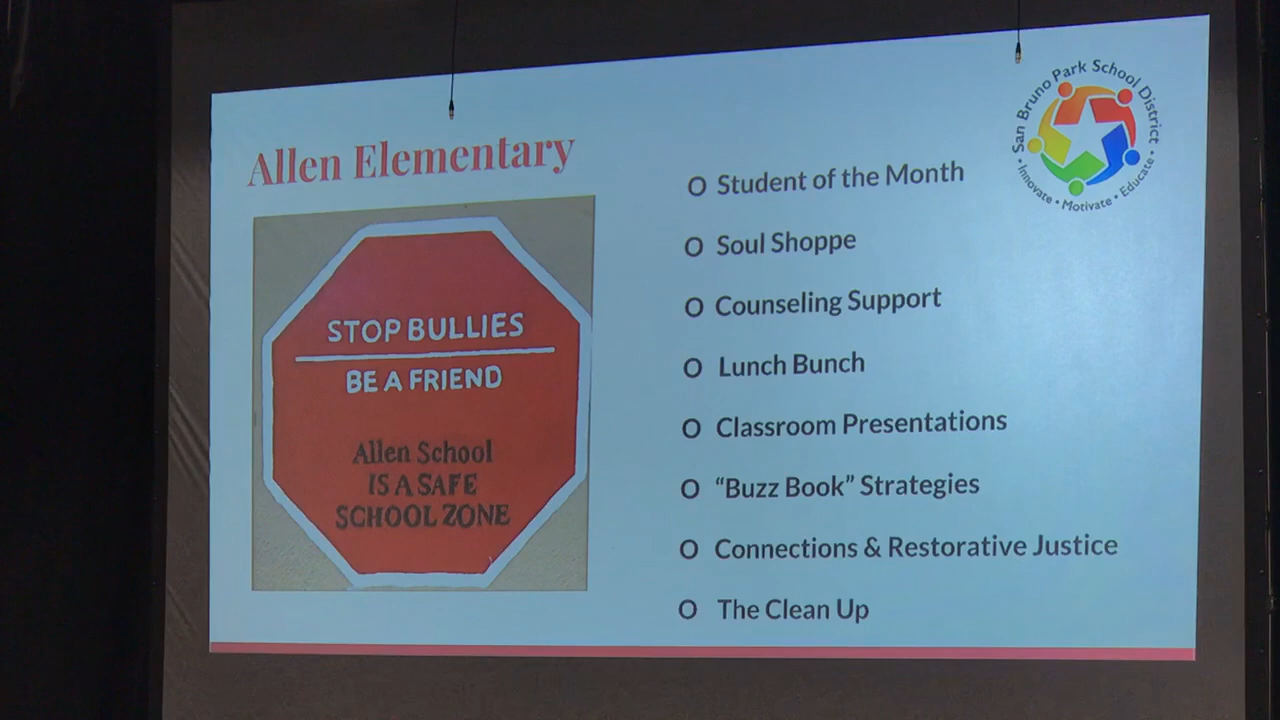 Allen Elementary
STOP BULLIES
BE A FRIEND
Allen School
IS A SAFE
SCHOOL ZONE
San Bruno Park School District
• Innovate • Motivate • Educate •
O Student of the Month
O Soul Shoppe
O Counseling Support
O Lunch Bunch
O Classroom Presentations
O “Buzz Book” Strategies
O Connections & Restorative Justice
O The Clean Up